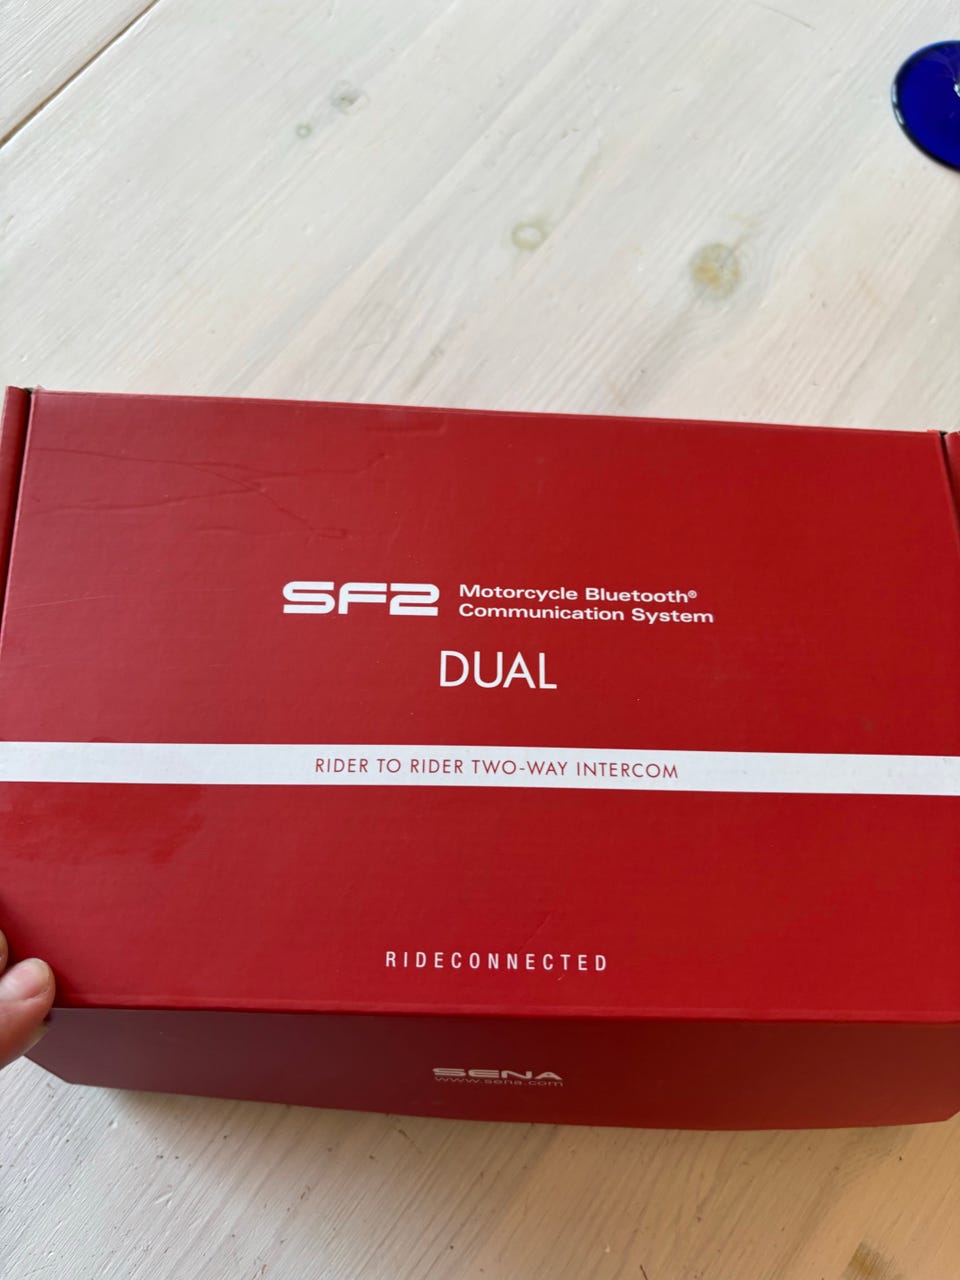 SF2 Motorcycle Bluetooth®
Communication System
DUAL
RIDER TO RIDER TWO-WAY INTERCOM
RIDECONNECTED
SENA
www.sena.com